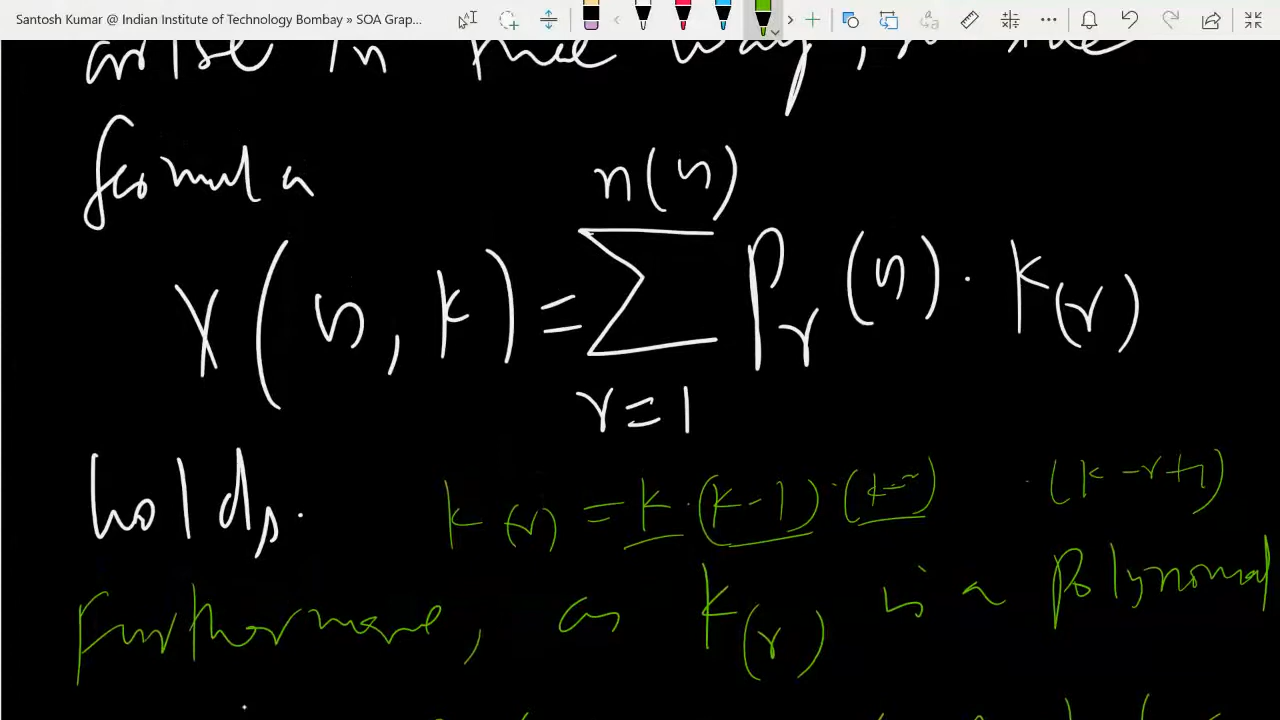 Santosh Kumar @ Indian Institute of Technology Bombay » SOA Grap...
arise in this way, so the
formula
n(G)
χ(G, k) = Σ P_r(G) · k_(r)
r = 1
holds.
k_(r) = k · (k-1) · (k-2) · (k-r+1)
Furthermore, as k_(r) is a polynomial